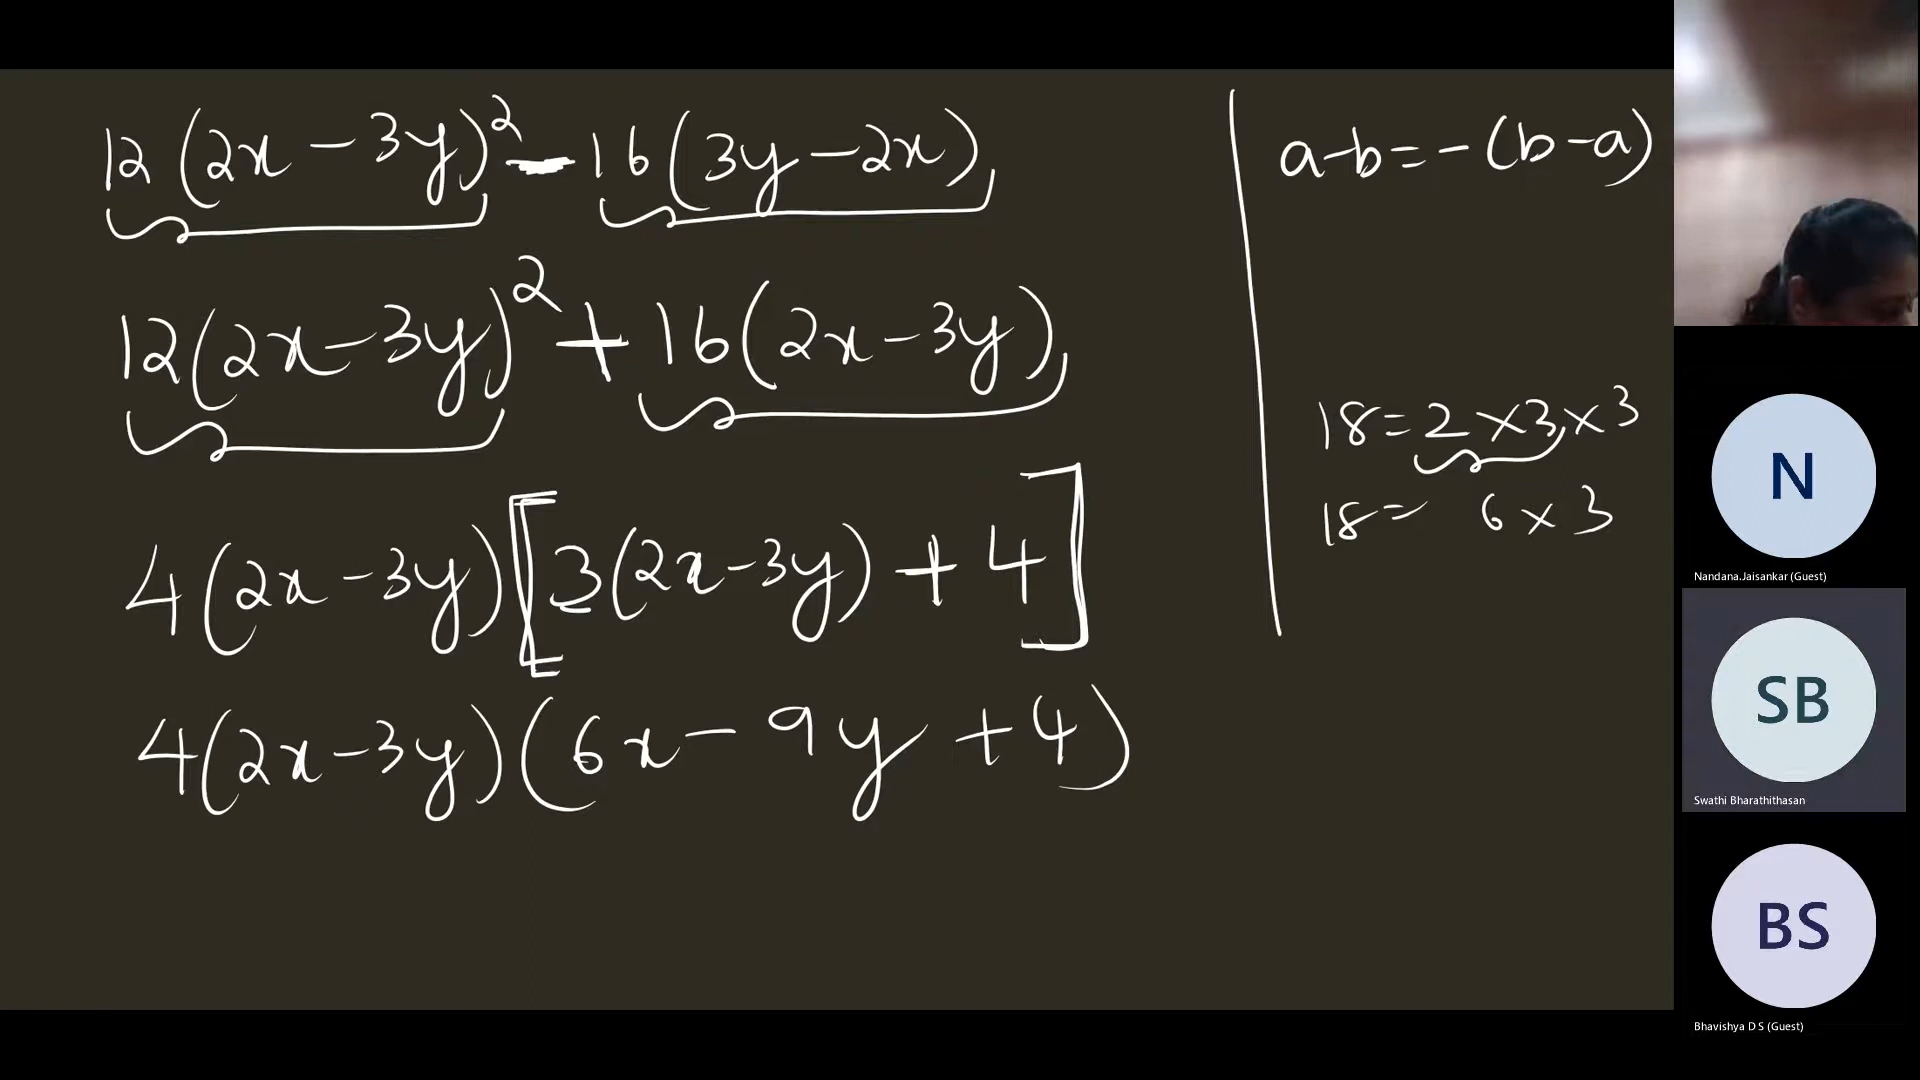 12(2x-3y)² - 16(3y-2x)
12(2x-3y)² + 16(2x-3y)
4(2x-3y)[3(2x-3y)+4]
4(2x-3y)(6x-9y+4)
a-b=-(b-a)
18=2×3×3
18= 6×3
N
Nandana.Jaisankar (Guest)
SB
Swathi Bharathithasan
BS
Bhavishya D S (Guest)